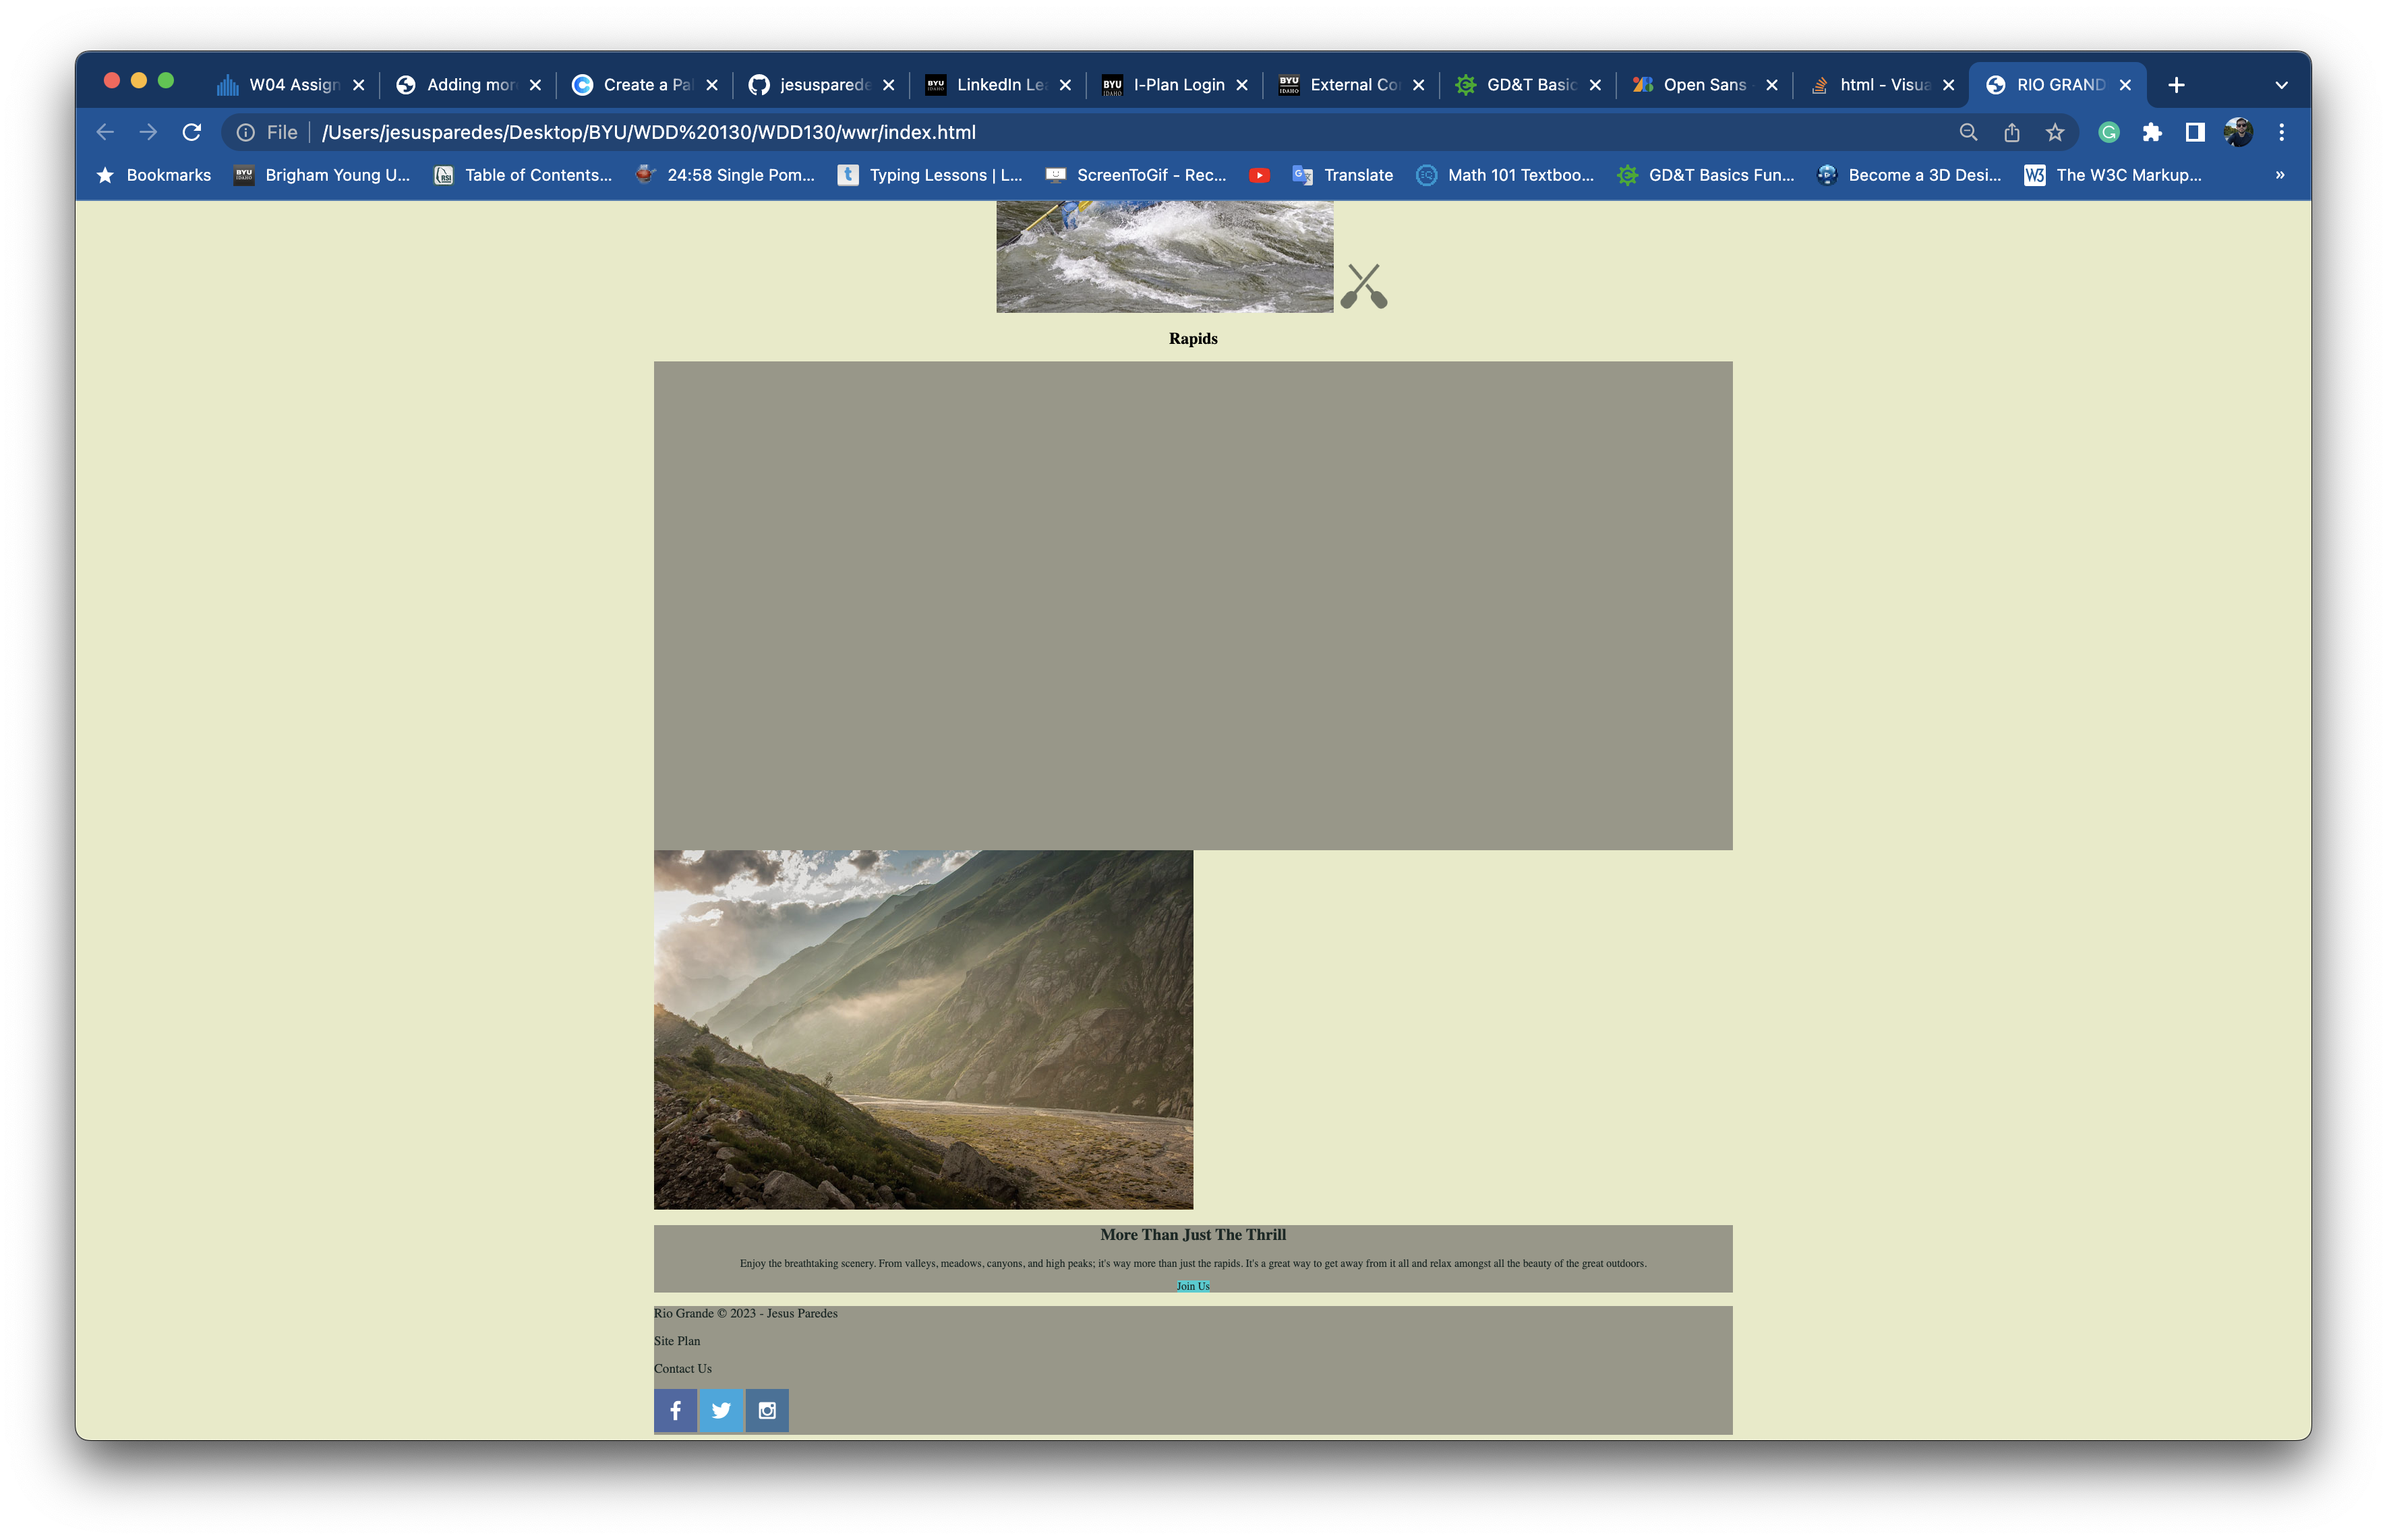 W04 Assign
Adding mor
Create a Pal
jesusparede
LinkedIn Lea
I-Plan Login
External Cor
GD&T Basic
Open Sans
html - Visua
RIO GRAND
File /Users/jesusparedes/Desktop/BYU/WDD%20130/WDD130/wwr/index.html
Bookmarks
Brigham Young U...
Table of Contents...
24:58 Single Pom...
Typing Lessons | L...
ScreenToGif - Rec...
Translate
Math 101 Textboo...
GD&T Basics Fun...
Become a 3D Desi...
The W3C Markup...
Rapids
More Than Just The Thrill
Enjoy the breathtaking scenery. From valleys, meadows, canyons, and high peaks; it's way more than just the rapids. It's a great way to get away from it all and relax amongst all the beauty of the great outdoors.
Join Us
Rio Grande © 2023 - Jesus Paredes
Site Plan
Contact Us